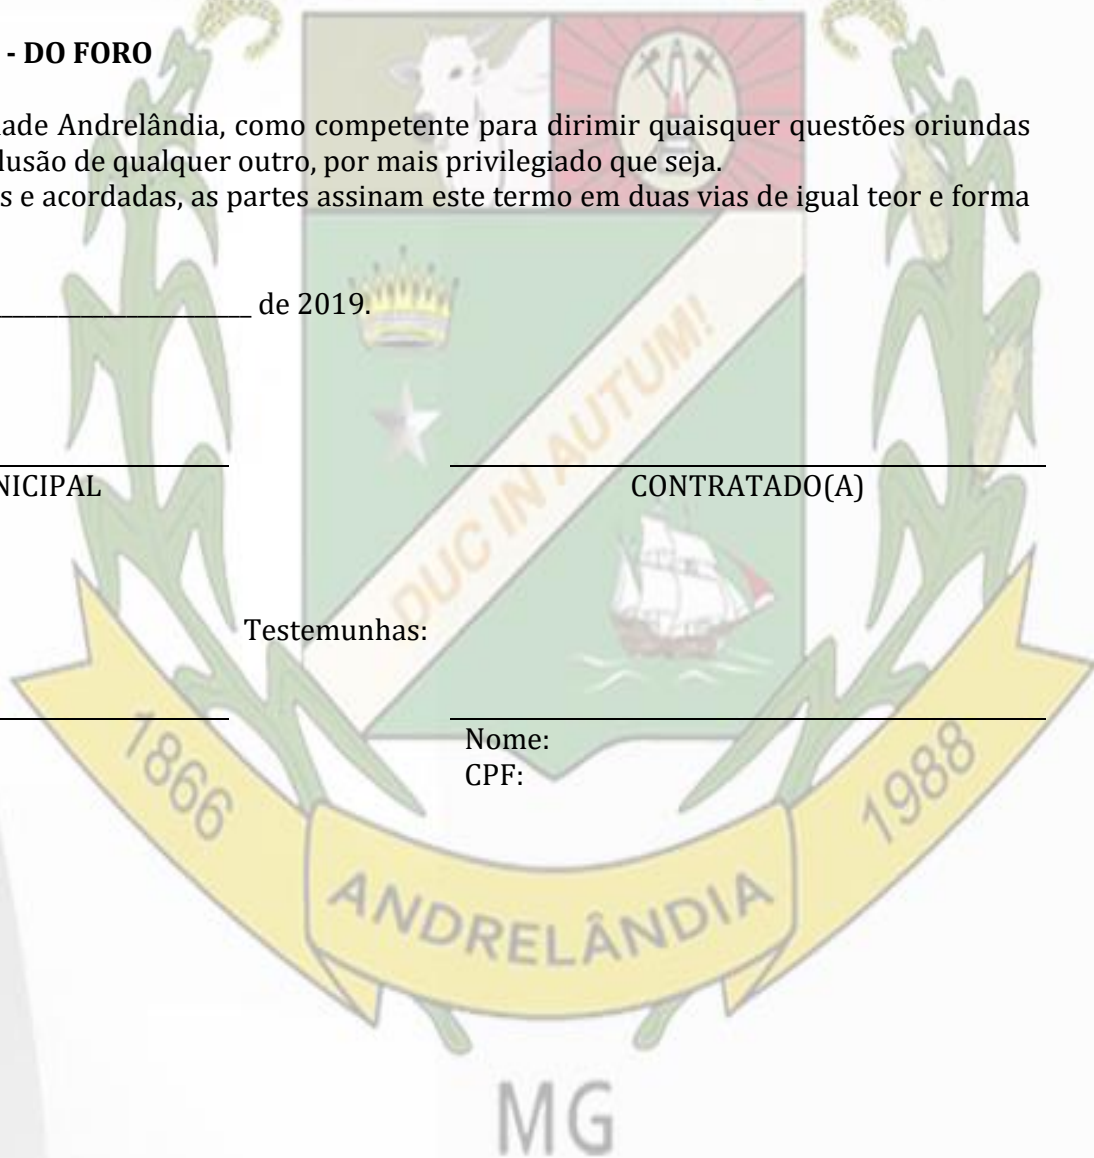 - DO FORO
ade Andrelândia, como competente para dirimir quaisquer questões oriundas
lusão de qualquer outro, por mais privilegiado que seja.
s e acordadas, as partes assinam este termo em duas vias de igual teor e forma
_______________________ de 2019.
NICIPAL
CONTRATADO(A)
Testemunhas:
Nome:
CPF:
DUC IN AUTUM!
1866
ANDRELÂNDIA
1988
MG